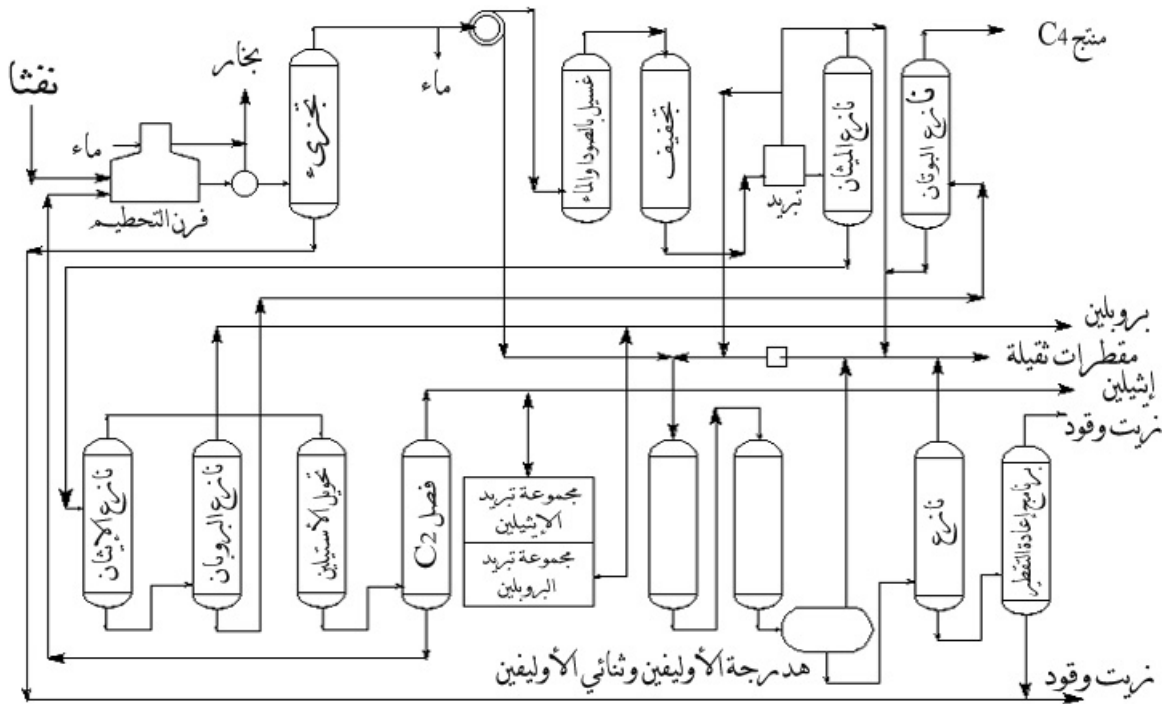 نفثا
ماء
بخار
فرن التحطيم
تجزيء
ماء
غسيل بالصودا والماء
تجفيف
تبريد
نازع الميثان
نازع البوتان
منتج C4
بروبلين
مقطرات ثقيلة
إيثيلين
زيت وقود
نازع الإيثان
نازع البروبان
تحويل الأستيلين
فصل C2
مجموعة تبريد
الإيثيلين
مجموعة تبريد
البروبلين
نازع
برنامج إعادة التقطير
هدرجة الأوليفين وثنائي الأوليفين
زيت وقود